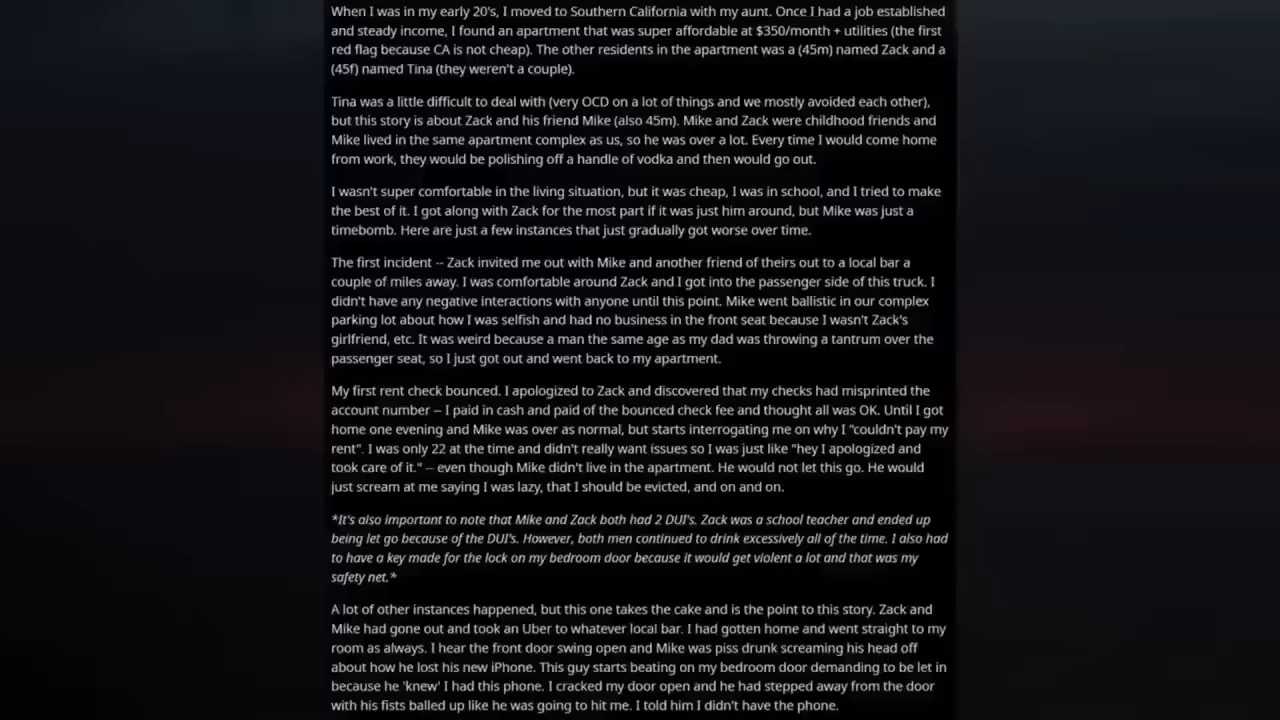 When I was in my early 20's, I moved to Southern California with my aunt. Once I had a job established
and steady income, I found an apartment that was super affordable at $350/month + utilities (the first
red flag because CA is not cheap). The other residents in the apartment was a (45m) named Zack and a
(45f) named Tina (they weren't a couple).
Tina was a little difficult to deal with (very OCD on a lot of things and we mostly avoided each other),
but this story is about Zack and his friend Mike (also 45m). Mike and Zack were childhood friends and
Mike lived in the same apartment complex as us, so he was over a lot. Every time I would come home
from work, they would be polishing off a handle of vodka and then would go out.
I wasn't super comfortable in the living situation, but it was cheap, I was in school, and I tried to make
the best of it. I got along with Zack for the most part if it was just him around, but Mike was just a
timebomb. Here are just a few instances that just gradually got worse over time.
The first incident -- Zack invited me out with Mike and another friend of theirs out to a local bar a
couple of miles away. I was comfortable around Zack and I got into the passenger side of this truck. I
didn't have any negative interactions with anyone until this point. Mike went ballistic in our complex
parking lot about how I was selfish and had no business in the front seat because I wasn't Zack's
girlfriend, etc. It was weird because a man the same age as my dad was throwing a tantrum over the
passenger seat, so I just got out and went back to my apartment.
My first rent check bounced. I apologized to Zack and discovered that my checks had misprinted the
account number – I paid in cash and paid of the bounced check fee and thought all was OK. Until I got
home one evening and Mike was over as normal, but starts interrogating me on why I "couldn't pay my
rent". I was only 22 at the time and didn't really want issues so I was just like "hey I apologized and
took care of it." -- even though Mike didn't live in the apartment. He would not let this go. He would
just scream at me saying I was lazy, that I should be evicted, and on and on.
*It's also important to note that Mike and Zack both had 2 DUI's. Zack was a school teacher and ended up
being let go because of the DUI's. However, both men continued to drink excessively all of the time. I also had
to have a key made for the lock on my bedroom door because it would get violent a lot and that was my
safety net.*
A lot of other instances happened, but this one takes the cake and is the point to this story. Zack and
Mike had gone out and took an Uber to whatever local bar. I had gotten home and went straight to my
room as always. I hear the front door swing open and Mike was piss drunk screaming his head off
about how he lost his new iPhone. This guy starts beating on my bedroom door demanding to be let in
because he 'knew' I had this phone. I cracked my door open and he had stepped away from the door
with his fists balled up like he was going to hit me. I told him I didn't have the phone.